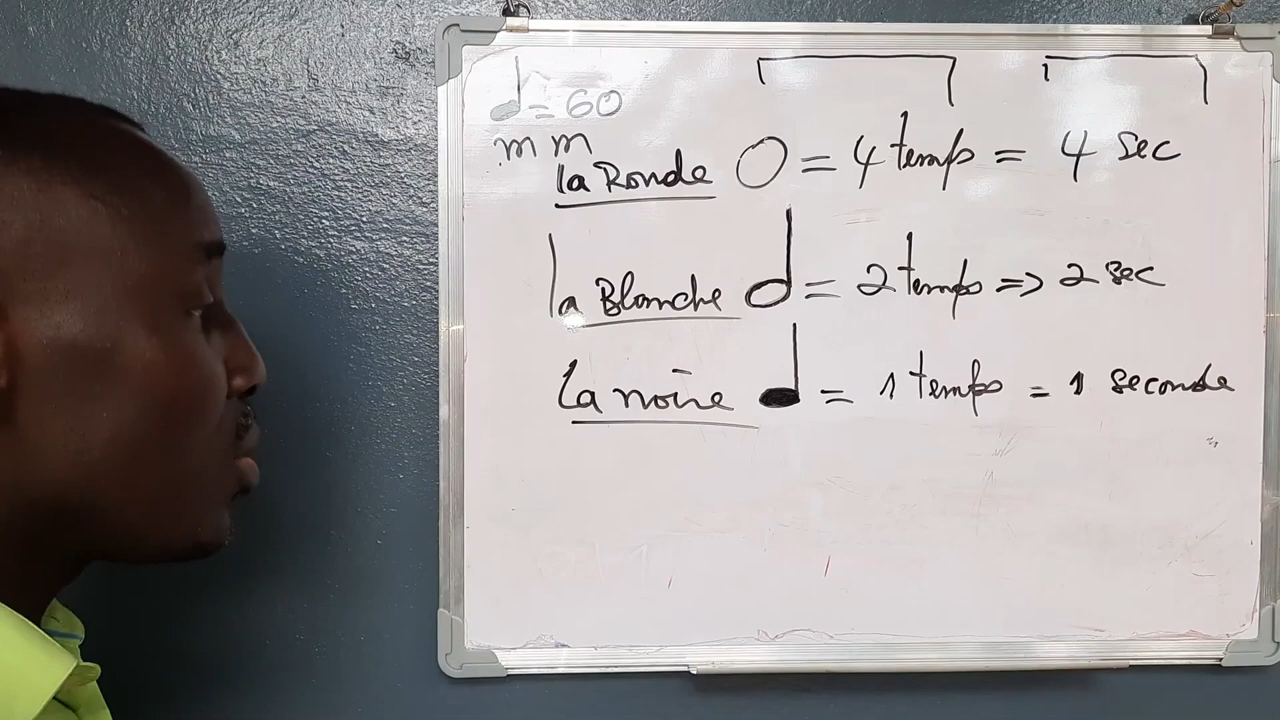 ♩= 60
mm
la Ronde O = 4 temps = 4 sec
la Blanche 𝅗𝅥 = 2 temps => 2 sec
La noire ♩ = 1 temps = 1 seconde